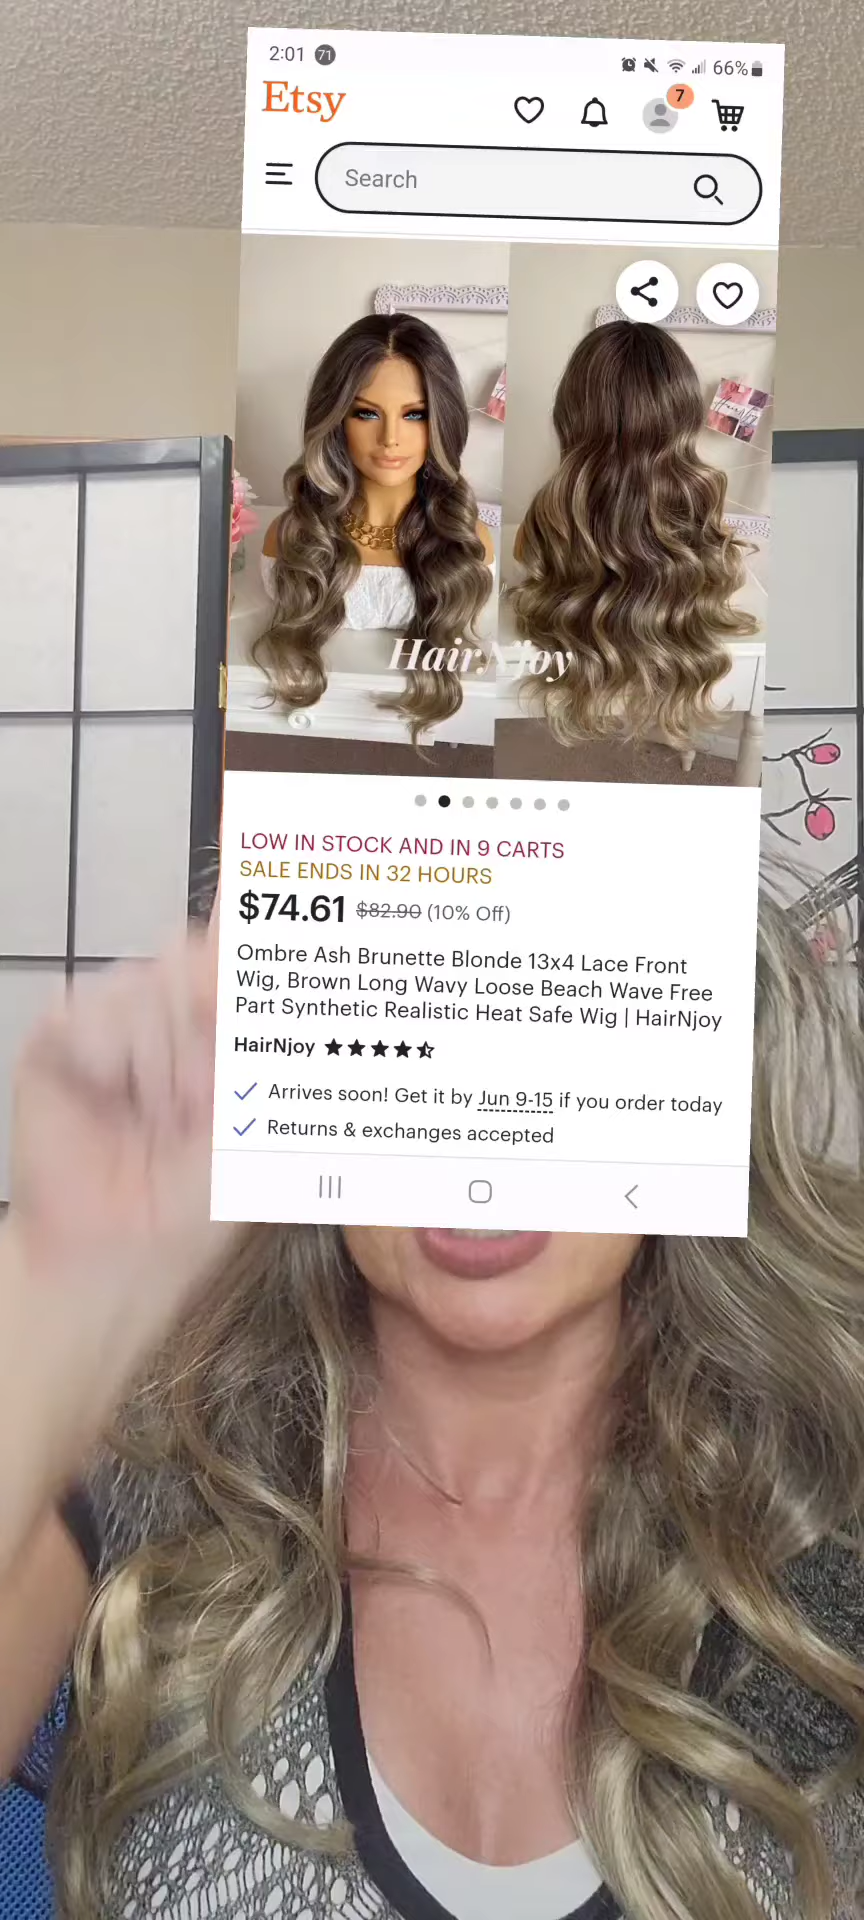 2:01 71 66%
Etsy
7
Search
HairNjoy
LOW IN STOCK AND IN 9 CARTS
SALE ENDS IN 32 HOURS
$74.61 $82.90 (10% Off)
Ombre Ash Brunette Blonde 13x4 Lace Front
Wig, Brown Long Wavy Loose Beach Wave Free
Part Synthetic Realistic Heat Safe Wig | HairNjoy
HairNjoy
Arrives soon! Get it by Jun 9-15 if you order today
Returns & exchanges accepted